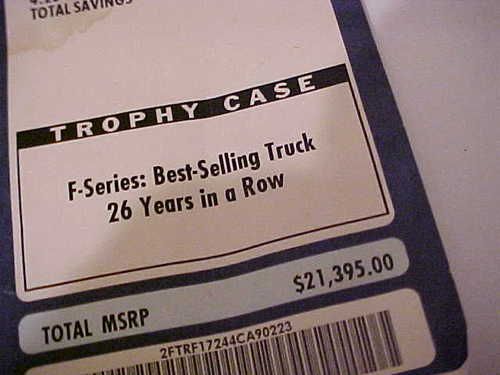 TOTAL SAVINGS
TROPHY CASE
F-Series: Best-Selling Truck
26 Years in a Row
$21,395.00
TOTAL MSRP
2FTRF17244CA90223